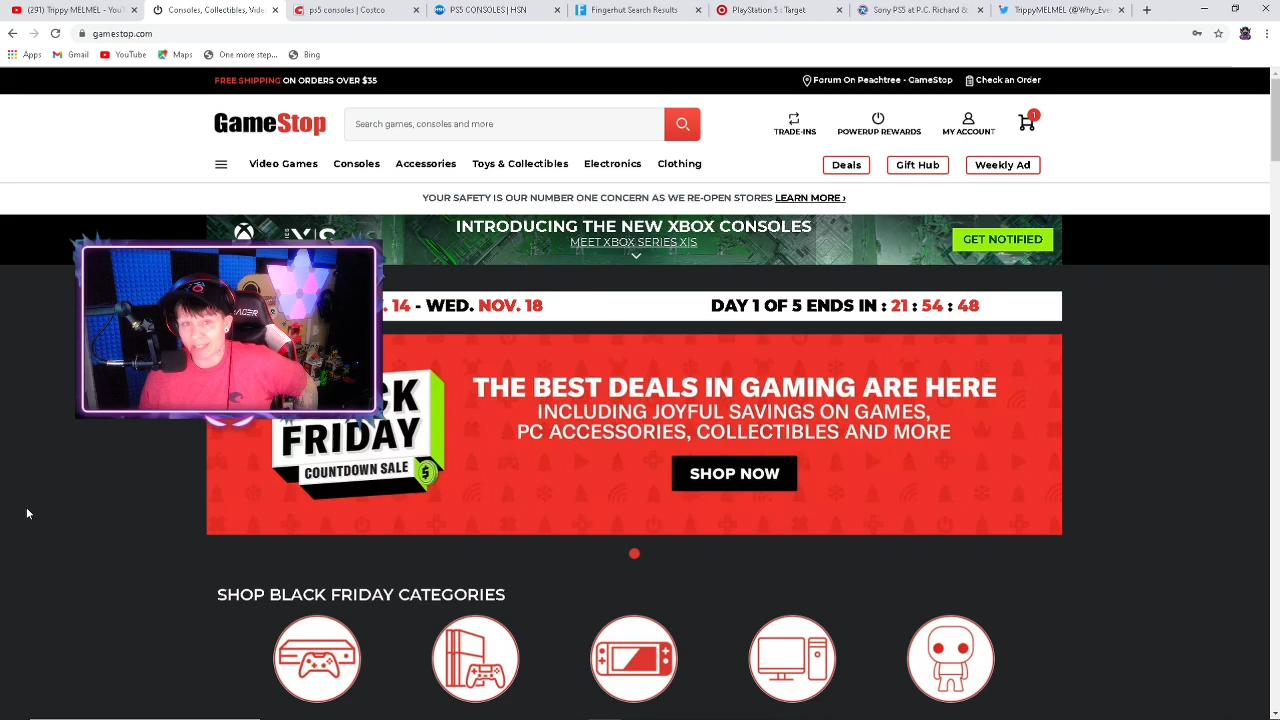 (291) Trippy MELMEL - YouT
Consoles, Collectibles, Vide
ps5 consoles | Costco
PS5 CONSOLES | HSN
Fingerhut Search Results
PlayStation 5 : Target
Sony PS5 at P.C. Richard &
TrippyMELMEL (@Why_Eve
gamestop.com
Apps
Gmail
YouTube
Maps
One more step...
Bing
FREE SHIPPING ON ORDERS OVER $35
Forum On Peachtree - GameStop
Check an Order
GameStop
Search games, consoles and more
TRADE-INS
POWERUP REWARDS
MY ACCOUNT
1
Video Games
Consoles
Accessories
Toys & Collectibles
Electronics
Clothing
Deals
Gift Hub
Weekly Ad
YOUR SAFETY IS OUR NUMBER ONE CONCERN AS WE RE-OPEN STORES LEARN MORE ›
X|S
INTRODUCING THE NEW XBOX CONSOLES
MEET XBOX SERIES X|S
GET NOTIFIED
. 14 - WED. NOV. 18
DAY 1 OF 5 ENDS IN : 21 : 54 : 48
CK
FRIDAY
COUNTDOWN SALE
THE BEST DEALS IN GAMING ARE HERE
INCLUDING JOYFUL SAVINGS ON GAMES,
PC ACCESSORIES, COLLECTIBLES AND MORE
SHOP NOW
SHOP BLACK FRIDAY CATEGORIES